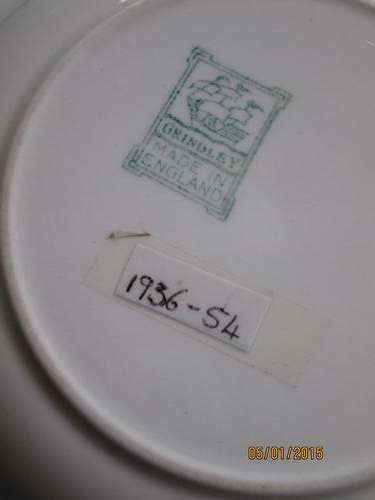 GRINDLEY
MADE IN
ENGLAND
1936-54
05/01/2015